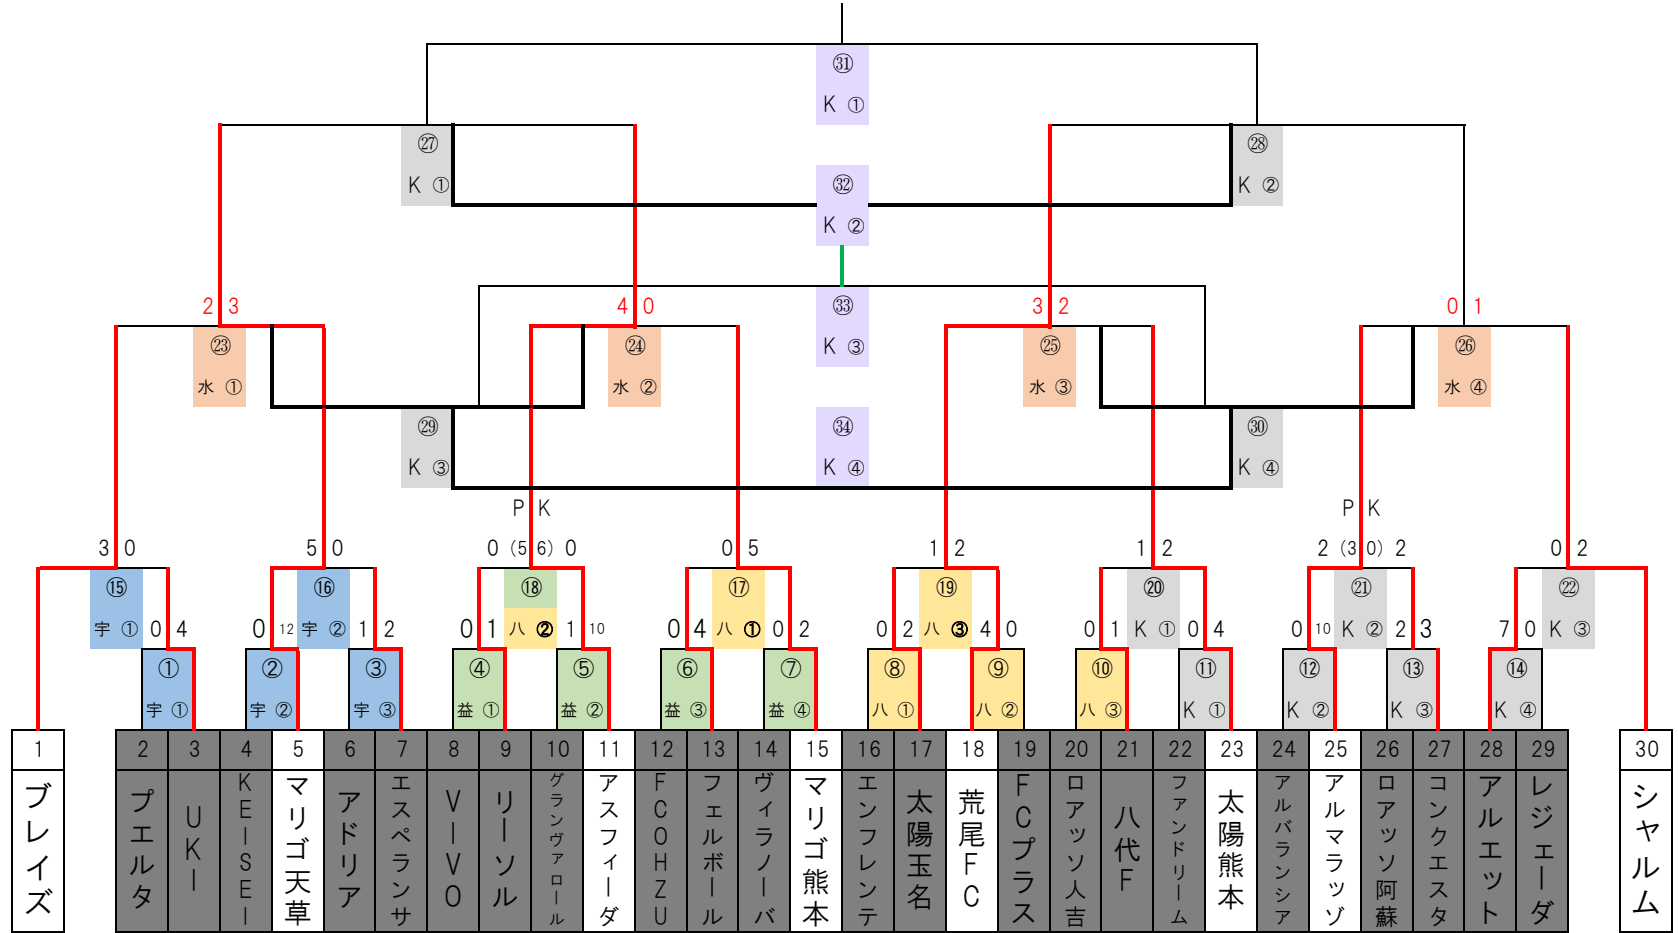 ㉛
K ①
㉗
K ①
㉘
K ②
㉜
K ②
2 3
4 0
3 2
0 1
㉓
水 ①
㉔
水 ②
㉝
K ③
㉕
水 ③
㉖
水 ④
㉙
K ③
㉞
K ④
㉚
K ④
P K
P K
3 0
5 0
0 (5 6) 0
0 5
1 2
1 2
2 (3 0) 2
0 2
⑮
⑯
⑱
⑰
⑲
⑳
㉑
㉒
宇 ① 0 4
0 12 宇 ② 1 2
0 1 八 ② 1 10
0 4 八 ① 0 2
0 2 八 ③ 4 0
0 1 K ① 0 4
0 10 K ② 2 3
7 0 K ③
① ② ③ ④ ⑤ ⑥ ⑦ ⑧ ⑨ ⑩ ⑪ ⑫ ⑬ ⑭
宇 ① 宇 ② 宇 ③ 益 ① 益 ② 益 ③ 益 ④ 八 ① 八 ② 八 ③ K ① K ② K ③ K ④
1 2 3 4 5 6 7 8 9 10 11 12 13 14 15 16 17 18 19 20 21 22 23 24 25 26 27 28 29 30
ブレイズ
プエルタ
UKI
KEISEI
マリゴ天草
アドリア
エスペランサ
VIVO
リーソル
グランヴァロール
アスフィーダ
FCOHZU
フェルボール
ヴィラノーバ
マリゴ熊本
エンフレンテ
太陽玉名
荒尾FC
FCプラス
ロアッソ人吉
八代F
ファンドリーム
太陽熊本
アルバランシア
アルマラッゾ
ロアッソ阿蘇
コンクエスタ
アルエット
レジェーダ
シャルム